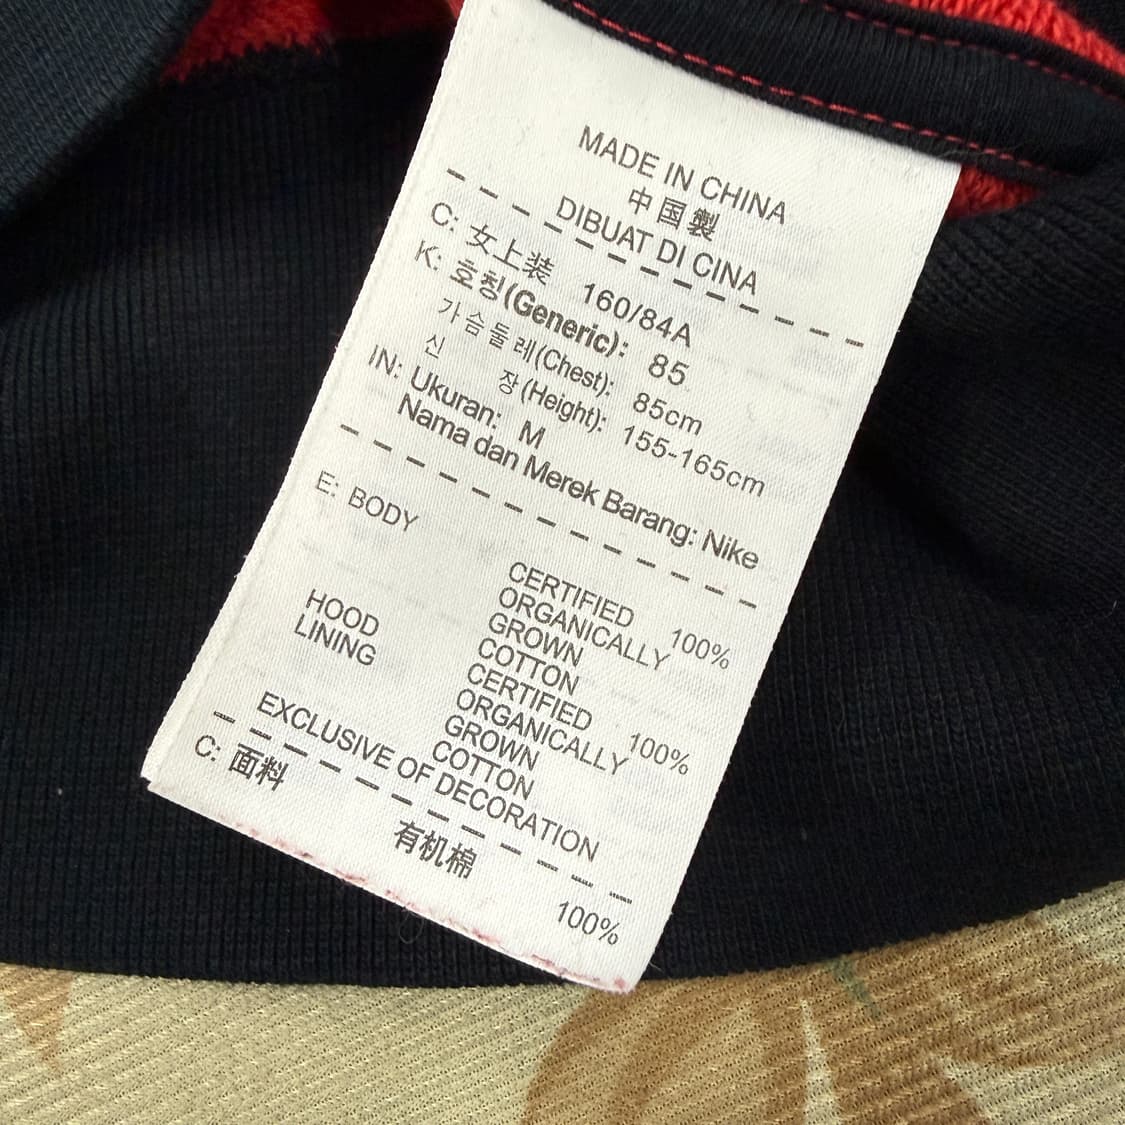 MADE IN CHINA
中国製
DIBUAT DI CINA
C: 女上装 160/84A
K: 호칭(Generic): 85
가슴둘레(Chest): 85cm
신 장(Height): 155-165cm
IN: Ukuran: M
Nama dan Merek Barang: Nike
E: BODY
CERTIFIED
ORGANICALLY 100%
GROWN
COTTON
HOOD
LINING
CERTIFIED
ORGANICALLY 100%
GROWN
COTTON
EXCLUSIVE OF DECORATION
C: 面料
有机棉
100%